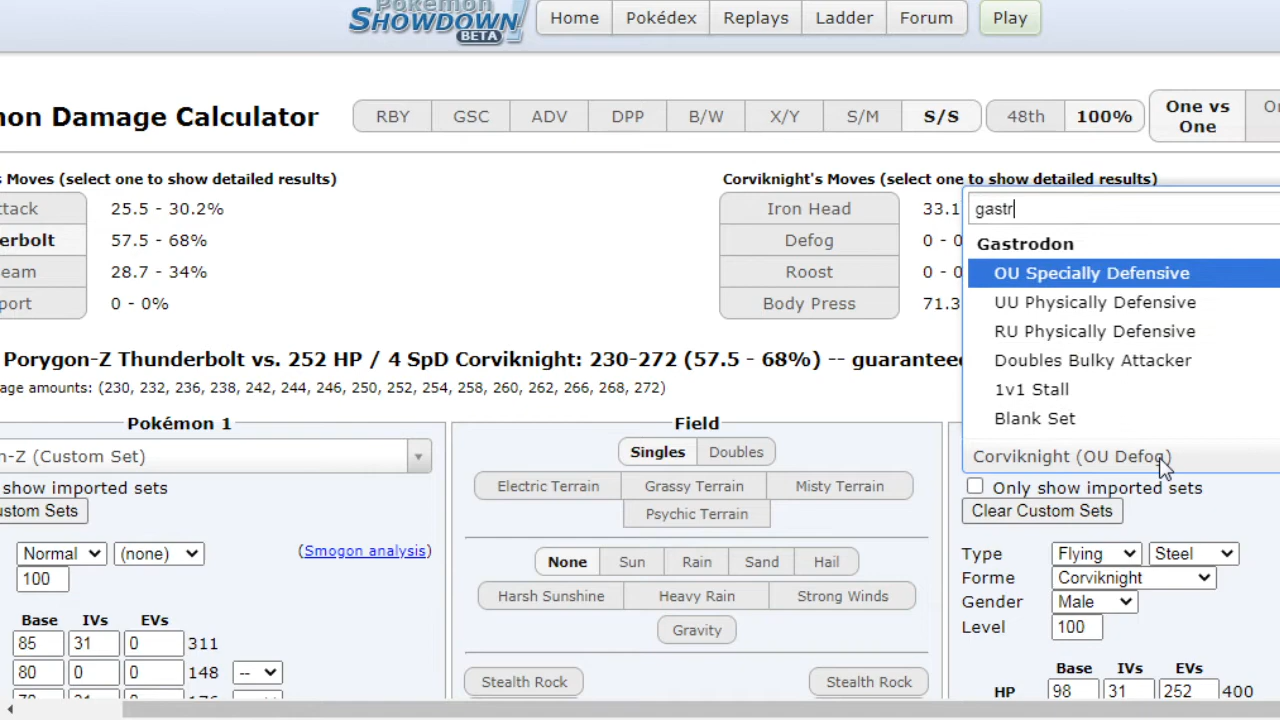 Pokémon
SHOWDOWN!
BETA
Home
Pokédex
Replays
Ladder
Forum
Play
mon Damage Calculator
RBY
GSC
ADV
DPP
B/W
X/Y
S/M
S/S
48th
100%
One vs
One
On
s Moves (select one to show detailed results)
ttack
25.5 - 30.2%
erbolt
57.5 - 68%
eam
28.7 - 34%
port
0 - 0%
Corviknight's Moves (select one to show detailed results)
Iron Head
33.1
Defog
0 - 0
Roost
0 - 0
Body Press
71.3
gastr
Gastrodon
OU Specially Defensive
UU Physically Defensive
RU Physically Defensive
Doubles Bulky Attacker
1v1 Stall
Blank Set
Porygon-Z Thunderbolt vs. 252 HP / 4 SpD Corviknight: 230-272 (57.5 - 68%) -- guaranteed
age amounts: (230, 232, 236, 238, 242, 244, 246, 250, 252, 254, 258, 260, 262, 266, 268, 272)
Pokémon 1
n-Z (Custom Set)
show imported sets
ustom Sets
Normal
(none)
(Smogon analysis)
100
Base IVs EVs
85 31 0 311
80 0 0 148 --
Field
Singles
Doubles
Electric Terrain
Grassy Terrain
Misty Terrain
Psychic Terrain
None
Sun
Rain
Sand
Hail
Harsh Sunshine
Heavy Rain
Strong Winds
Gravity
Stealth Rock
Stealth Rock
Corviknight (OU Defog)
Only show imported sets
Clear Custom Sets
Type Flying Steel
Forme Corviknight
Gender Male
Level 100
Base IVs EVs
HP 98 31 252 400